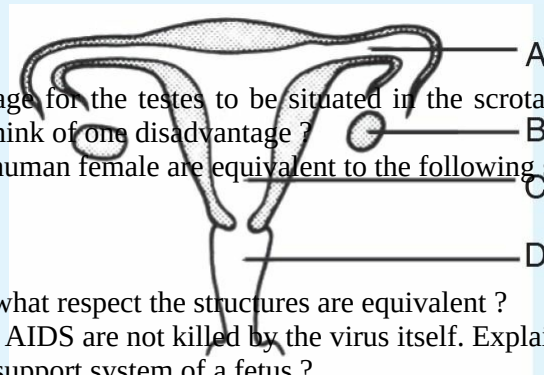 A
age for the testes to be situated in the scrota
hink of one disadvantage ?
B
human female are equivalent to the following
C
D
what respect the structures are equivalent ?
AIDS are not killed by the virus itself. Explai
support system of a fetus ?